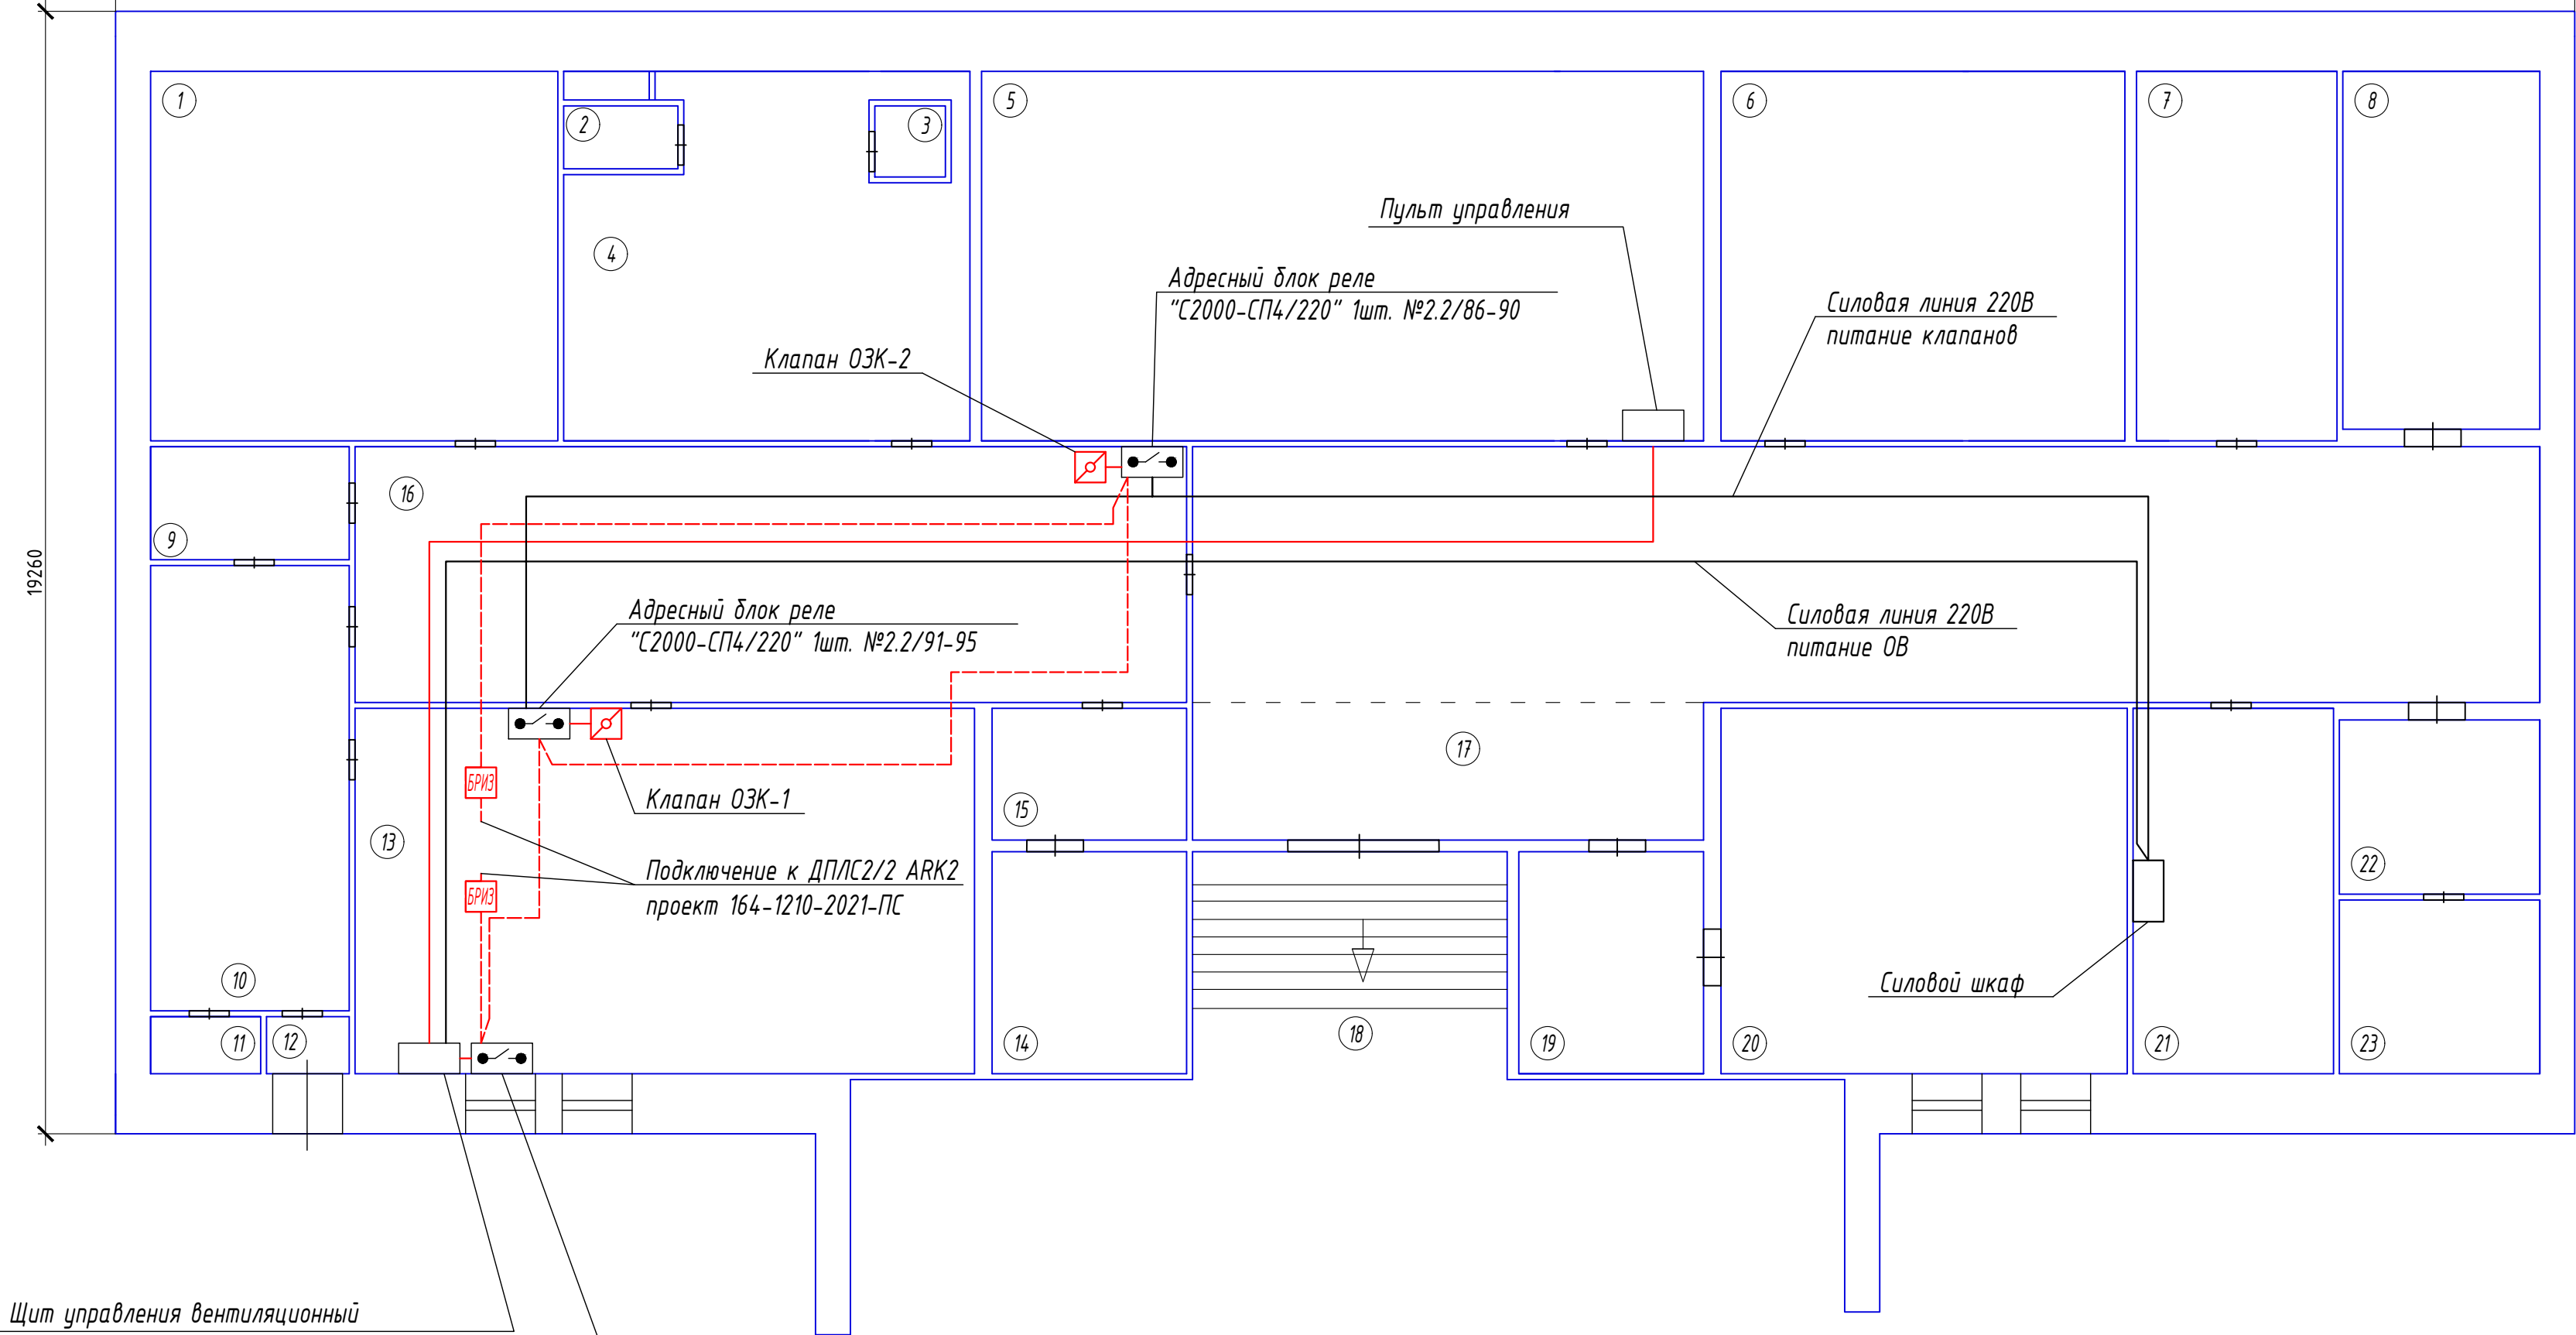 1
2
3
5
6
7
8
4
Пульт управления
Адресный блок реле
"С2000-СП4/220" 1шт. №2.2/86-90
Силовая линия 220В
питание клапанов
Клапан ОЗК-2
16
9
19260
Адресный блок реле
"С2000-СП4/220" 1шт. №2.2/91-95
Силовая линия 220В
питание ОВ
17
БРИЗ
Клапан ОЗК-1
15
13
22
Подключение к ДПЛС2/2 ARK2
проект 164-1210-2021-ПС
БРИЗ
10
Силовой шкаф
11
12
14
18
19
20
21
23
Щит управления вентиляционный